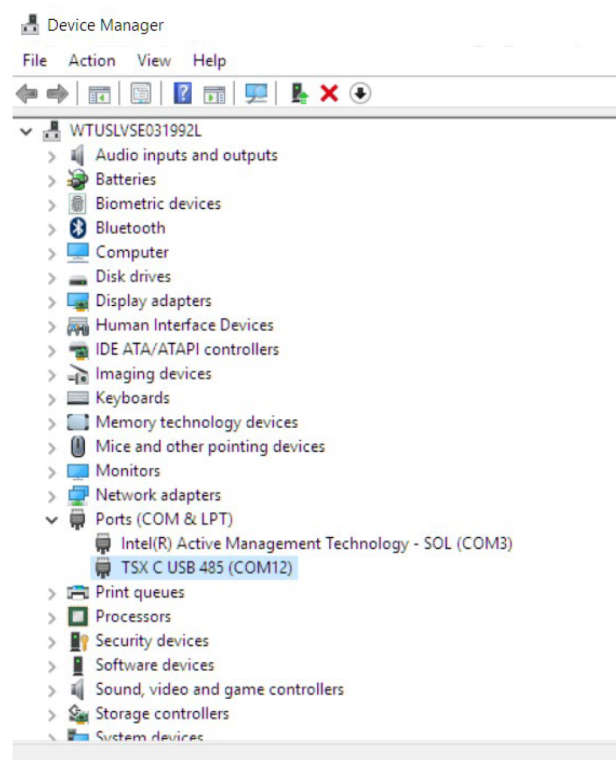 Device Manager
File Action View Help
WTUSLVSE031992L
Audio inputs and outputs
Batteries
Biometric devices
Bluetooth
Computer
Disk drives
Display adapters
Human Interface Devices
IDE ATA/ATAPI controllers
Imaging devices
Keyboards
Memory technology devices
Mice and other pointing devices
Monitors
Network adapters
Ports (COM & LPT)
Intel(R) Active Management Technology - SOL (COM3)
TSX C USB 485 (COM12)
Print queues
Processors
Security devices
Software devices
Sound, video and game controllers
Storage controllers
System devices